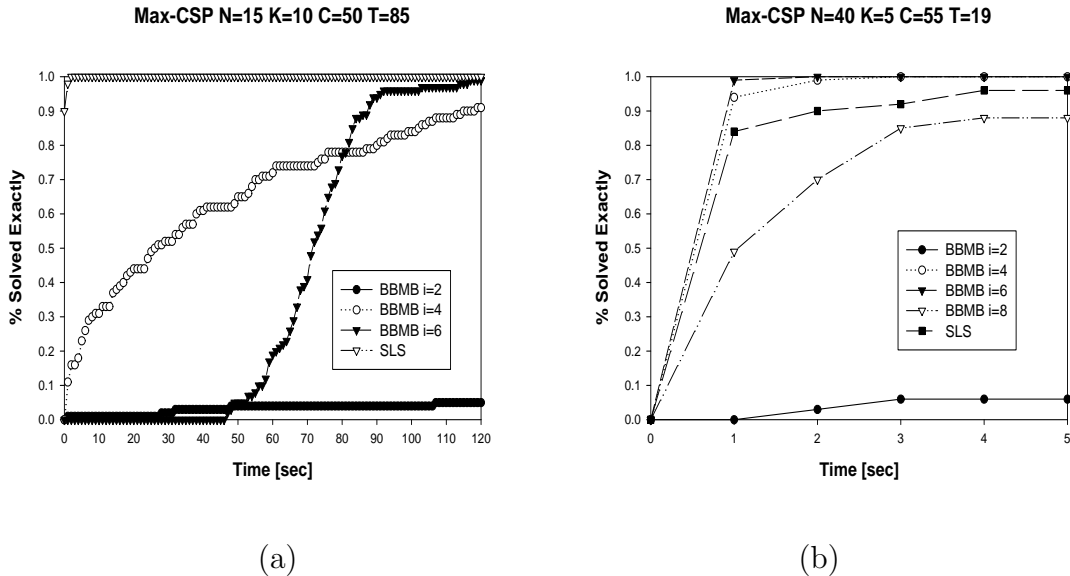 Max-CSP N=15 K=10 C=50 T=85
% Solved Exactly
1.0
0.9
0.8
0.7
0.6
0.5
0.4
0.3
0.2
0.1
0.0
BBMB i=2
BBMB i=4
BBMB i=6
SLS
0 10 20 30 40 50 60 70 80 90 100 110 120
Time [sec]
(a)
Max-CSP N=40 K=5 C=55 T=19
% Solved Exactly
1.0
0.9
0.8
0.7
0.6
0.5
0.4
0.3
0.2
0.1
0.0
BBMB i=2
BBMB i=4
BBMB i=6
BBMB i=8
SLS
0 1 2 3 4 5
Time [sec]
(b)